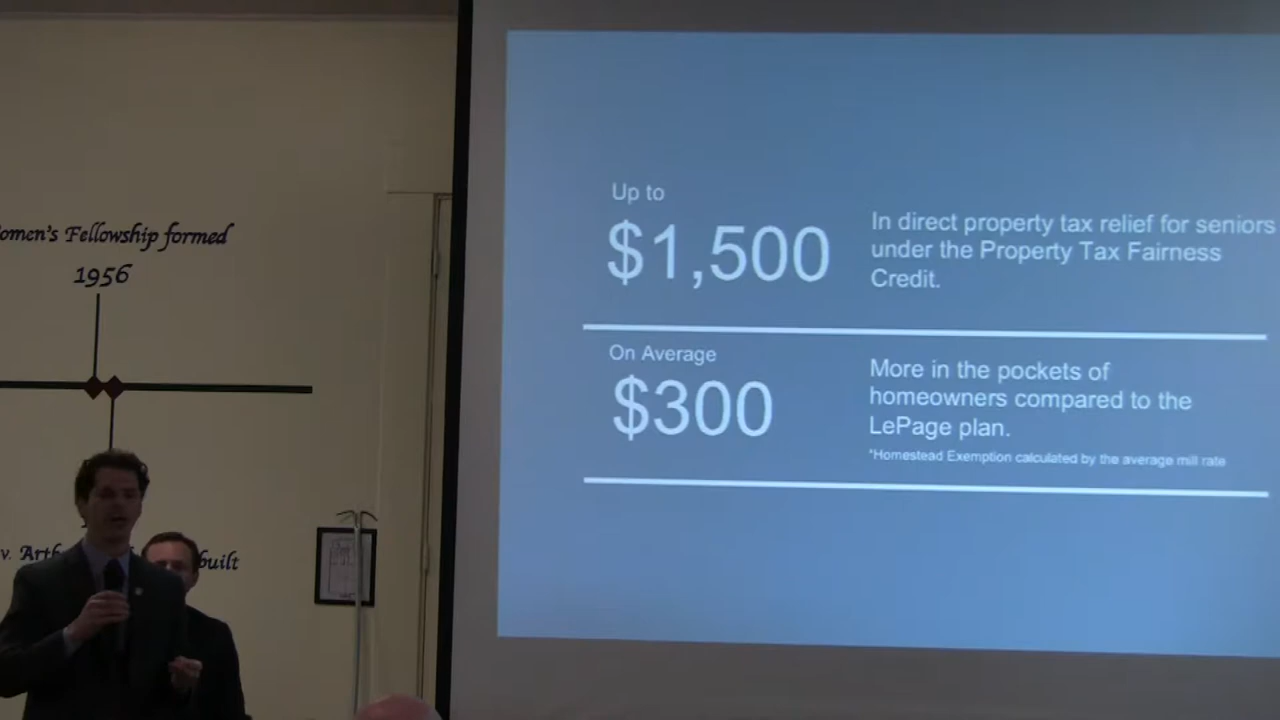 omen's Fellowship formed
1956
v. Arth
built
Up to
$1,500
In direct property tax relief for seniors
under the Property Tax Fairness
Credit.
On Average
$300
More in the pockets of
homeowners compared to the
LePage plan.
*Homestead Exemption calculated by the average mill rate